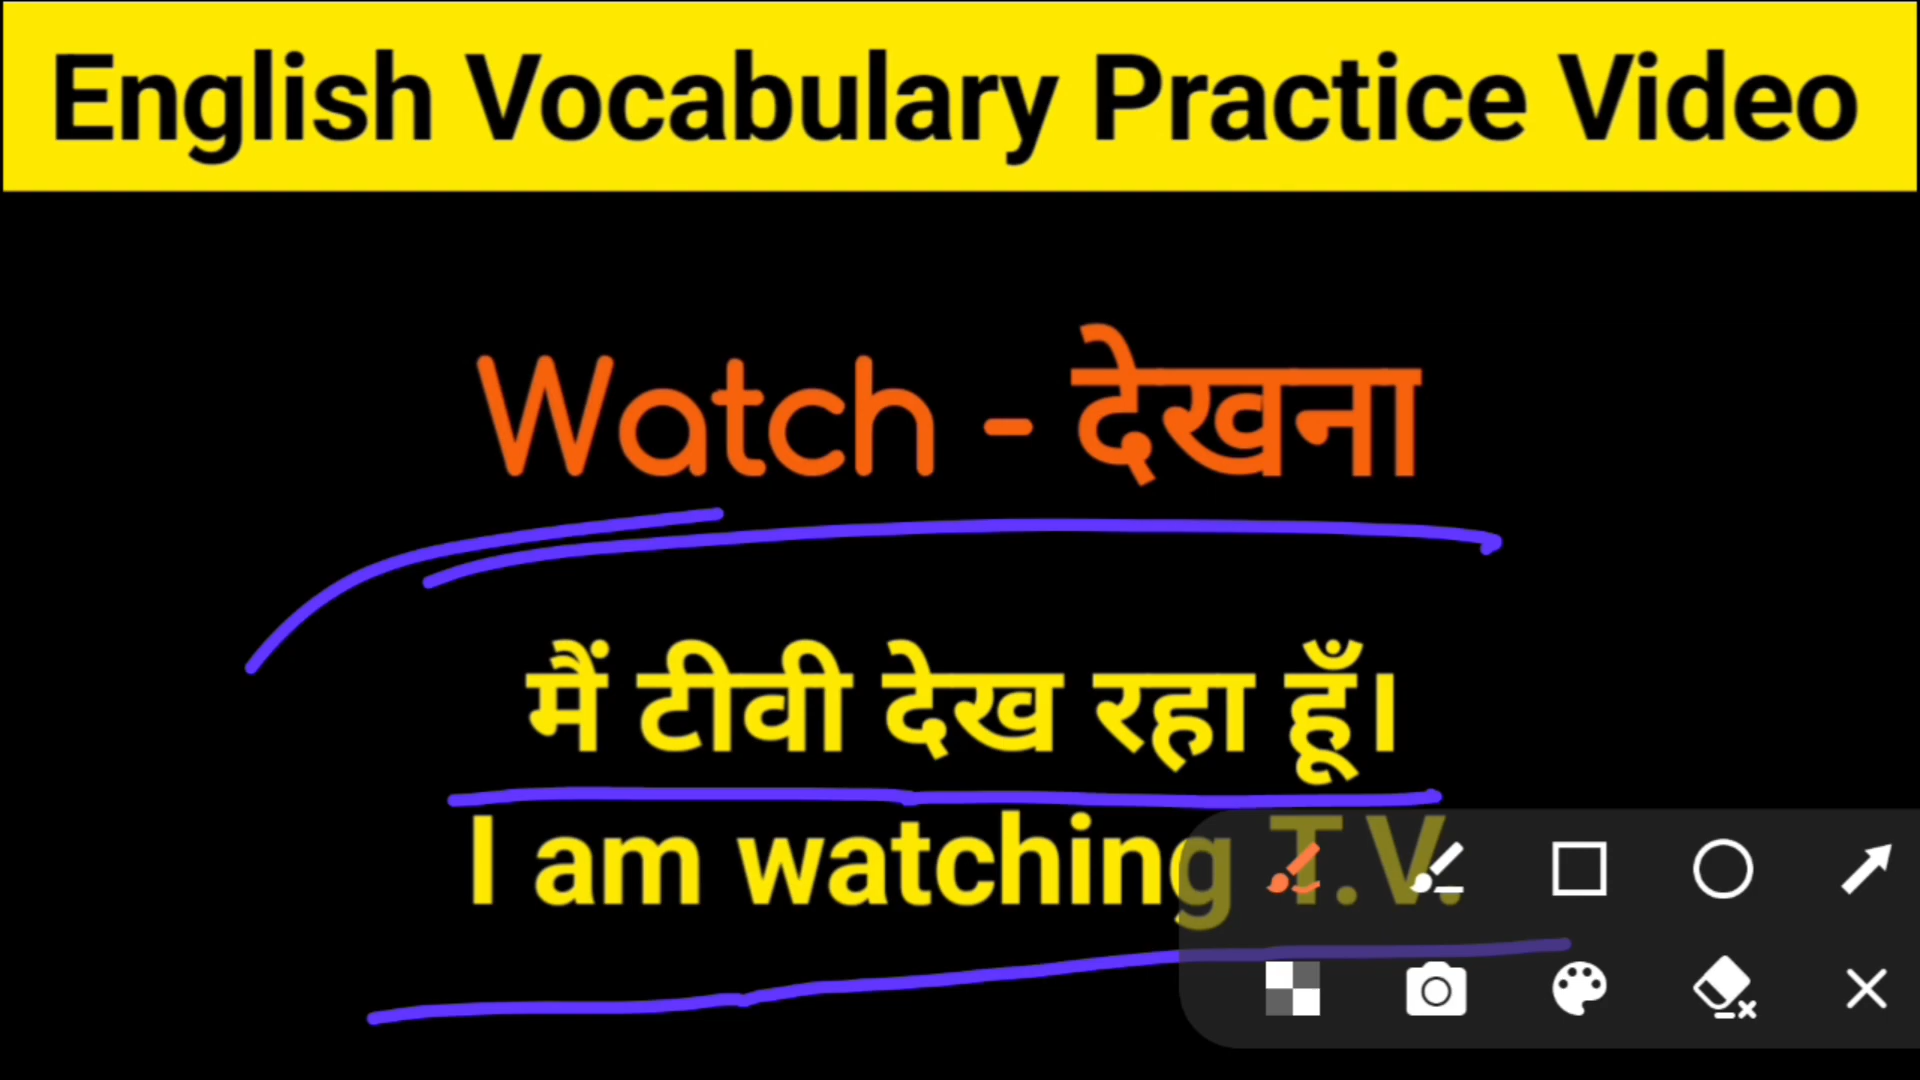 English Vocabulary Practice Video
Watch - देखना
मैं टीवी देख रहा हूँ।
I am watching T.V.